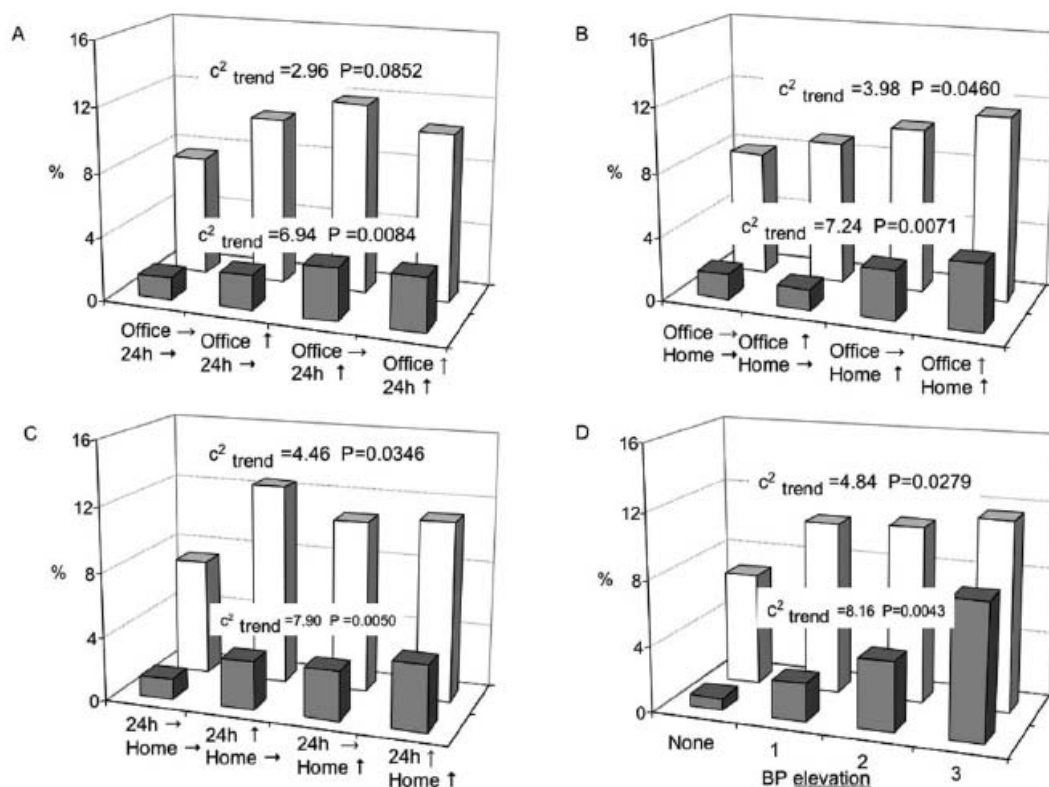 A
16
12
%
8
4
0
c² trend =2.96 P=0.0852
c² trend =6.94 P =0.0084
Office → Office ↑ Office → Office ↑
24h → 24h → 24h ↑ 24h ↑
B
16
12
%
8
4
0
c² trend =3.98 P =0.0460
c² trend =7.24 P =0.0071
Office → Office ↑ Office → Office ↑
Home → Home → Home ↑ Home ↑
C
16
12
%
8
4
0
c² trend =4.46 P=0.0346
c² trend =7.90 P =0.0050
24h → 24h ↑ 24h → 24h ↑
Home → Home → Home ↑ Home ↑
D
16
12
%
8
4
0
c² trend =4.84 P=0.0279
c² trend =8.16 P=0.0043
None 1 2 3
BP elevation